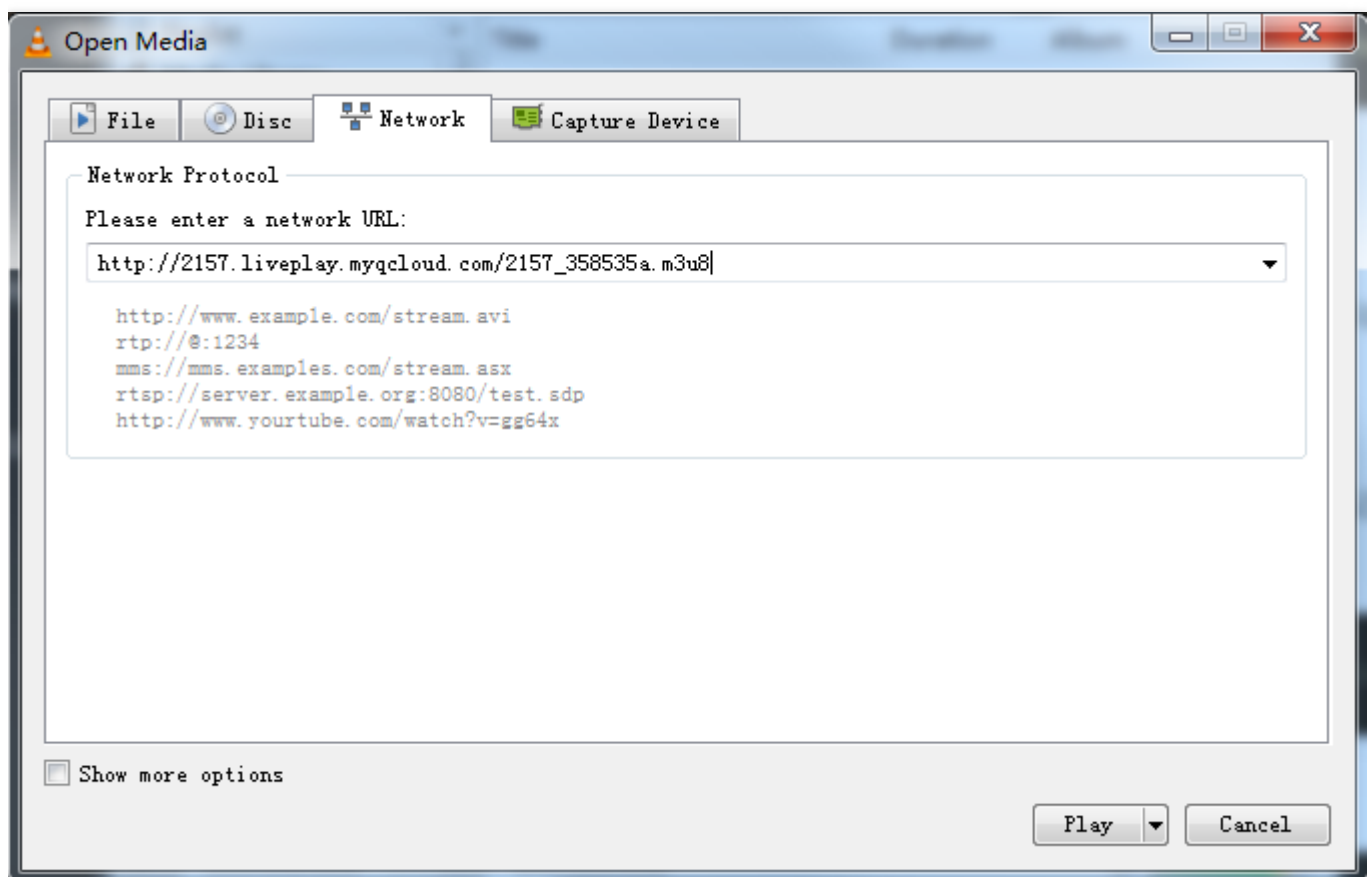 Open Media
File Disc Network Capture Device
Network Protocol
Please enter a network URL:
http://2157.liveplay.myqcloud.com/2157_358535a.m3u8
http://www.example.com/stream.avi
rtp://@:1234
mms://mms.examples.com/stream.asx
rtsp://server.example.org:8080/test.sdp
http://www.yourtube.com/watch?v=gg64x
Show more options
Play Cancel